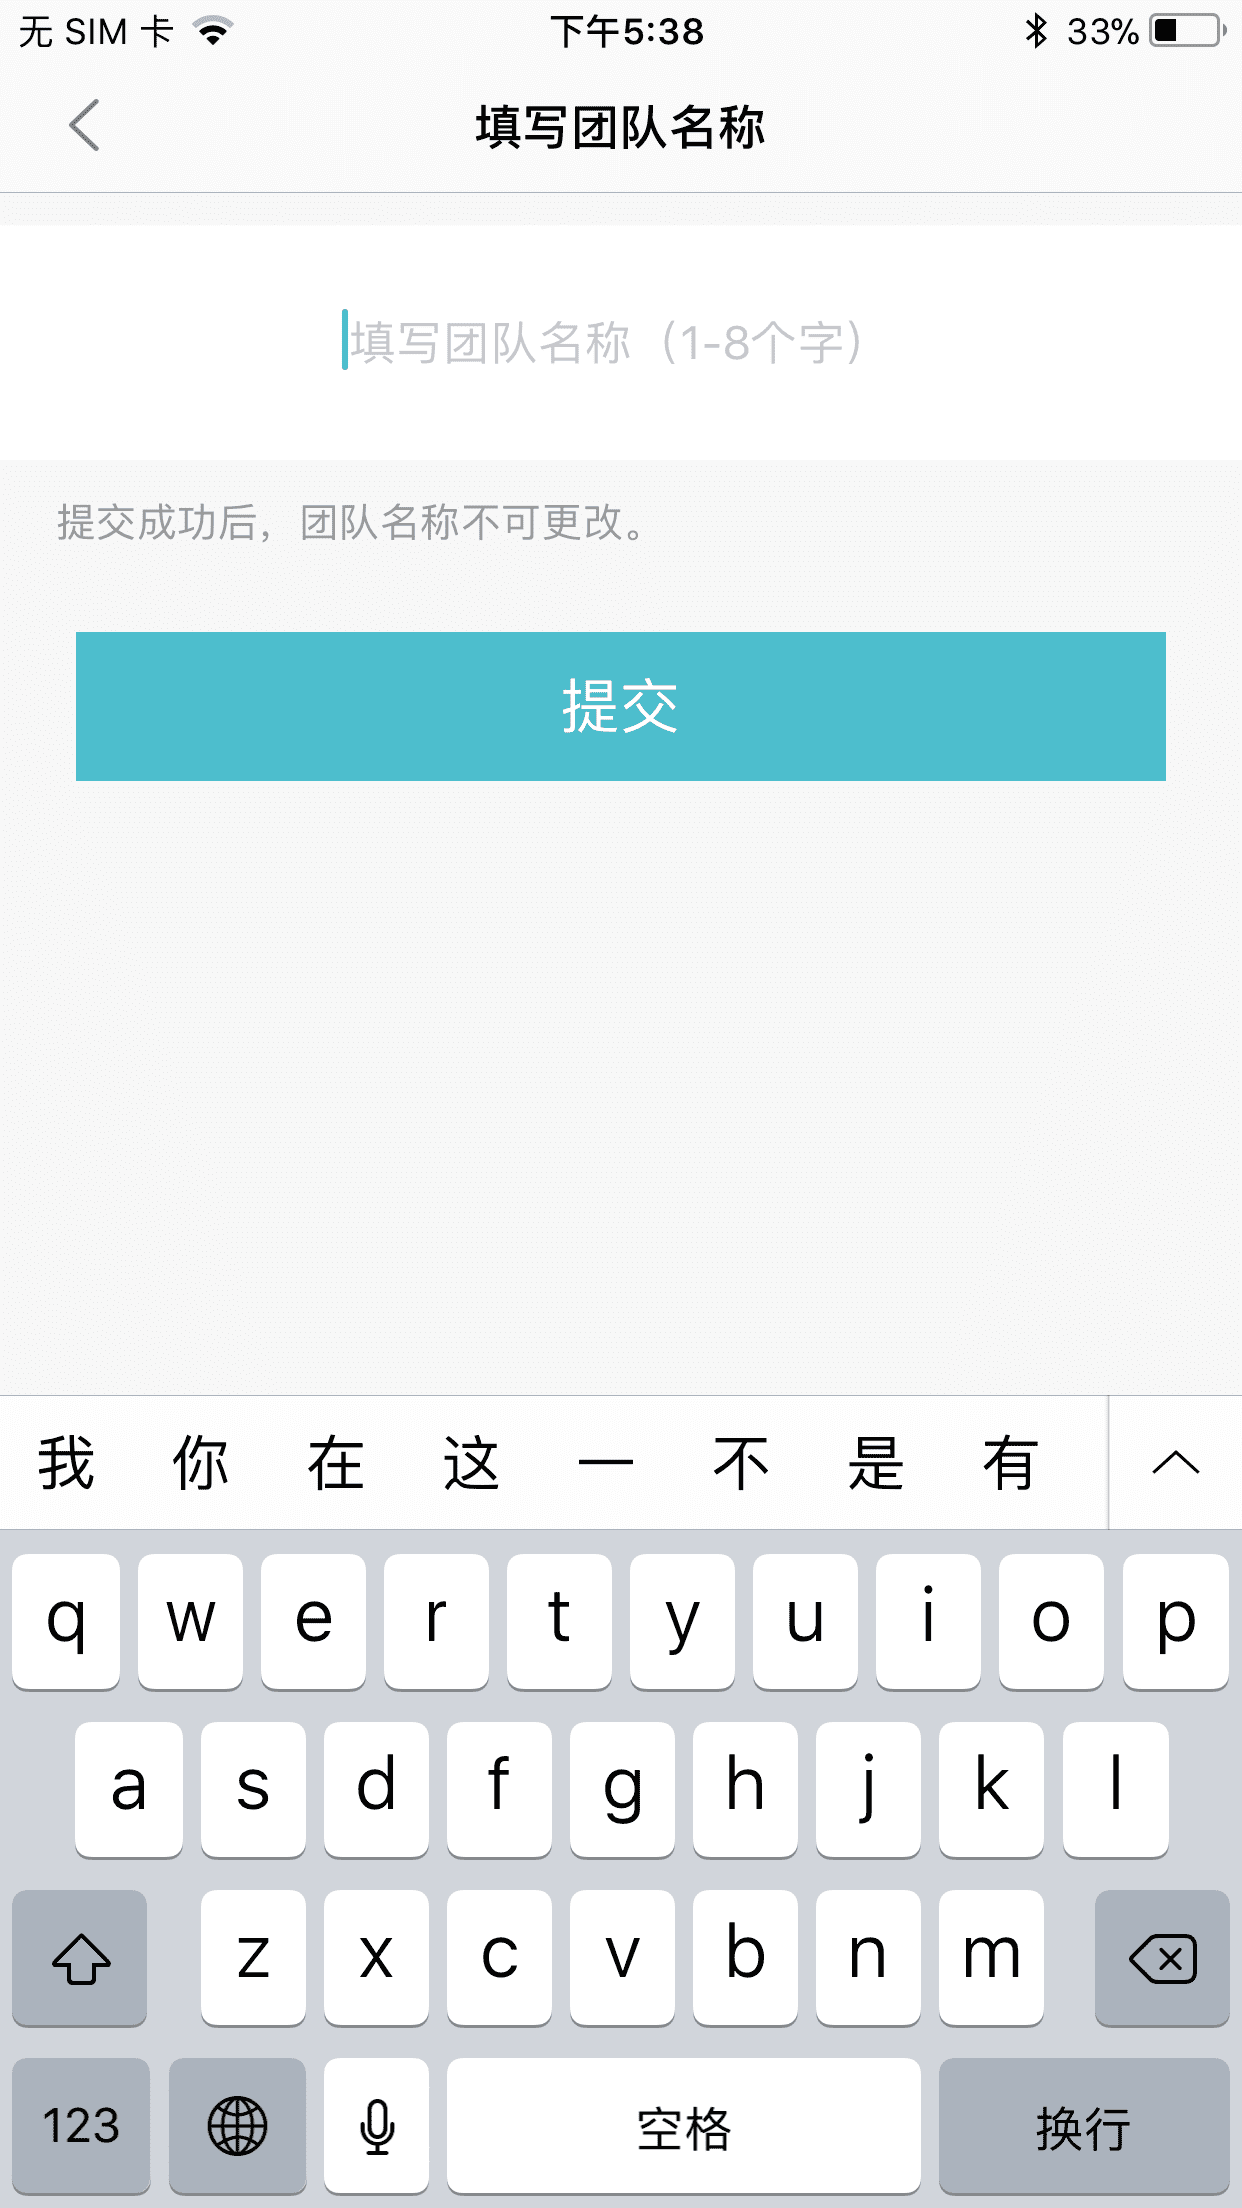 无 SIM 卡 下午5:38 33%
填写团队名称
填写团队名称（1-8个字）
提交成功后，团队名称不可更改。
提交
我 你 在 这 一 不 是 有
q w e r t y u i o p
a s d f g h j k l
z x c v b n m
123 空格 换行